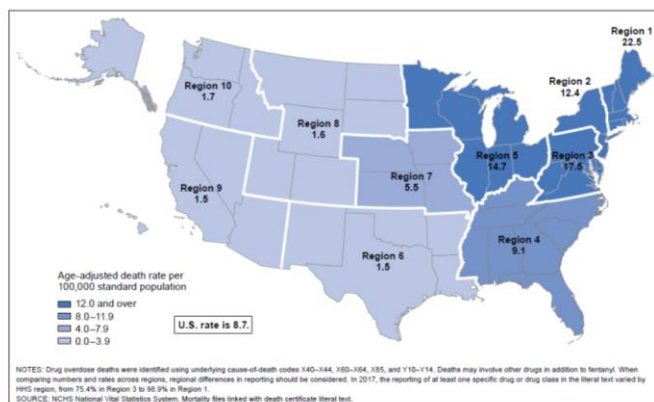 Region 1
22.5
Region 2
12.4
Region 10
1.7
Region 8
1.6
Region 5
14.7
Region 3
17.5
Region 7
5.5
Region 9
1.5
Region 4
9.1
Region 6
1.5
Age-adjusted death rate per
100,000 standard population
12.0 and over
8.0–11.9
4.0–7.9
0.0–3.9
U.S. rate is 8.7.
NOTES: Drug overdose deaths were identified using underlying cause-of-death codes X40–X44, X60–X64, X85, and Y10–Y14. Deaths may involve other drugs in addition to fentanyl. When
comparing numbers and rates across regions, regional differences in reporting should be considered. In 2017, the reporting of at least one specific drug or drug class in the literal text varied by
HHS region, from 75.4% in Region 3 to 98.9% in Region 1.
SOURCE: NCHS National Vital Statistics System, Mortality files linked with death certificate literal text.